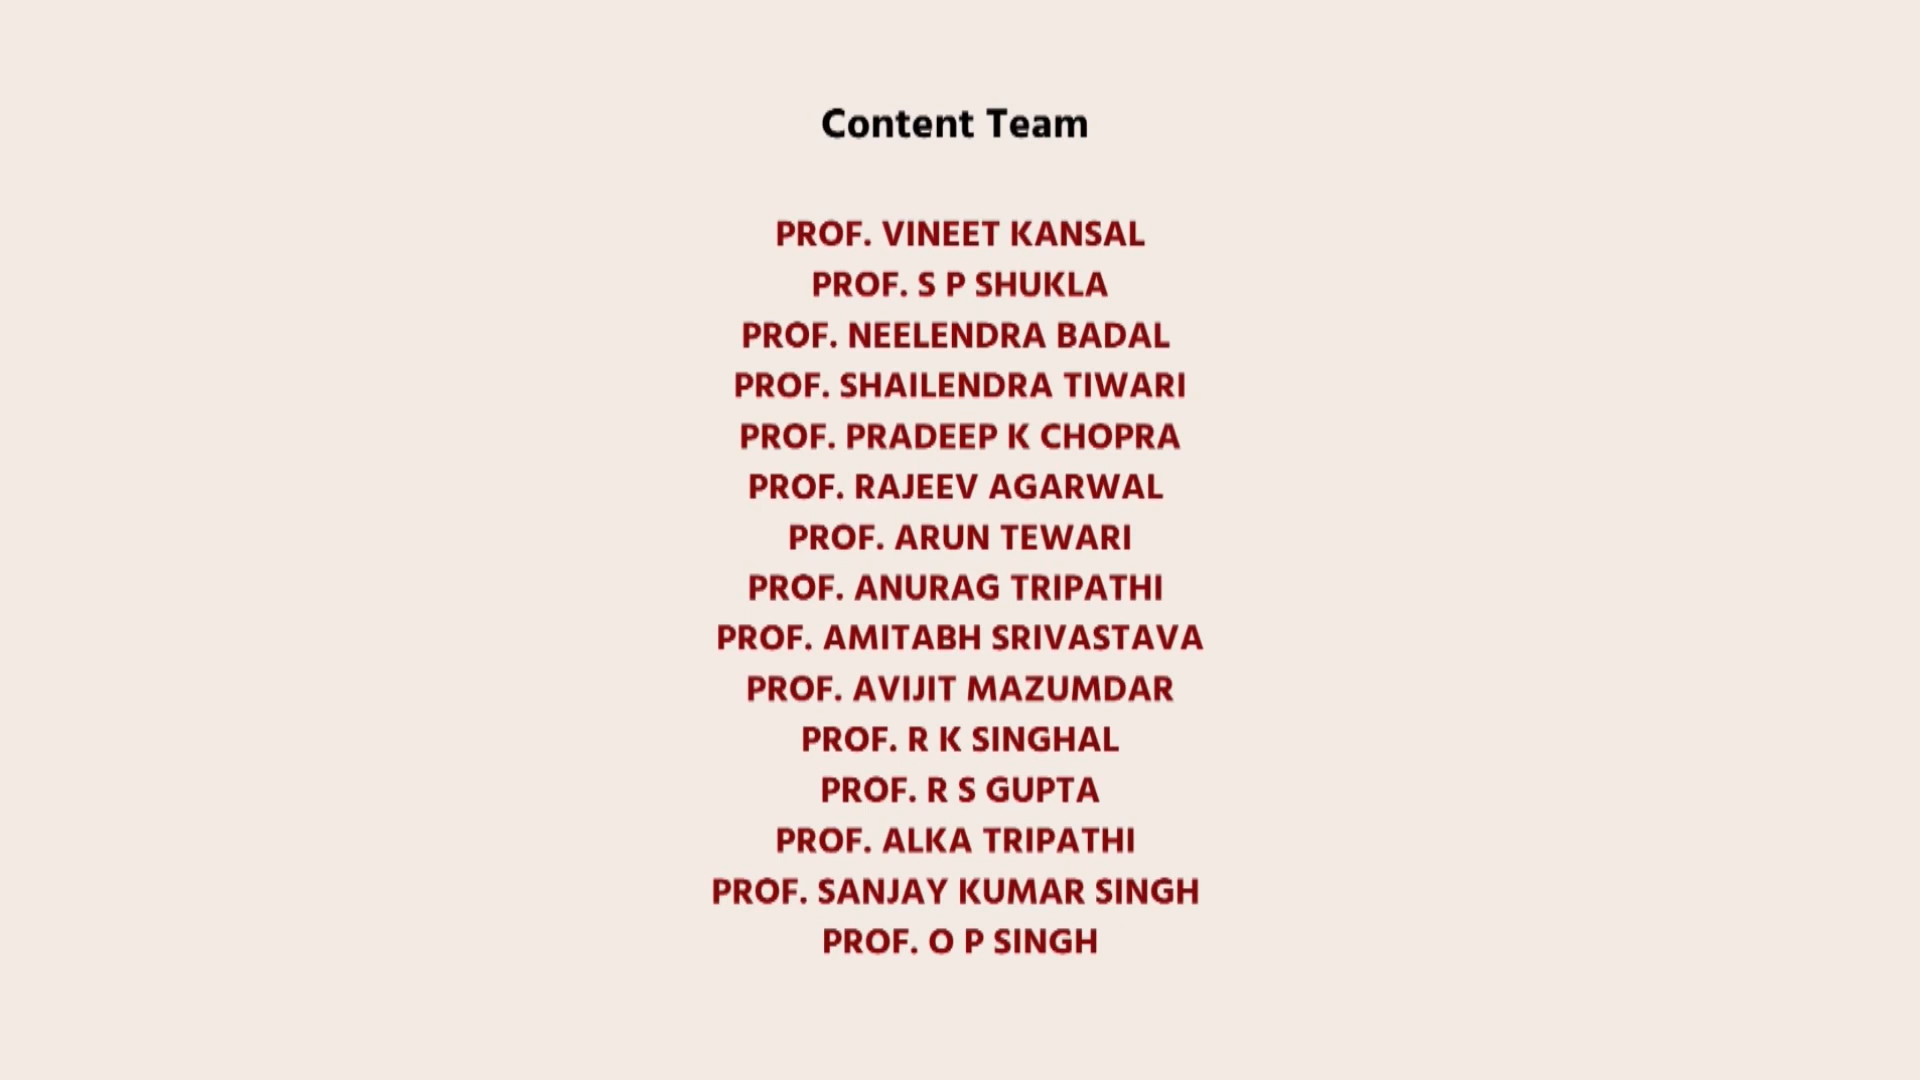 Content Team
PROF. VINEET KANSAL
PROF. S P SHUKLA
PROF. NEELENDRA BADAL
PROF. SHAILENDRA TIWARI
PROF. PRADEEP K CHOPRA
PROF. RAJEEV AGARWAL
PROF. ARUN TEWARI
PROF. ANURAG TRIPATHI
PROF. AMITABH SRIVASTAVA
PROF. AVIJIT MAZUMDAR
PROF. R K SINGHAL
PROF. R S GUPTA
PROF. ALKA TRIPATHI
PROF. SANJAY KUMAR SINGH
PROF. O P SINGH